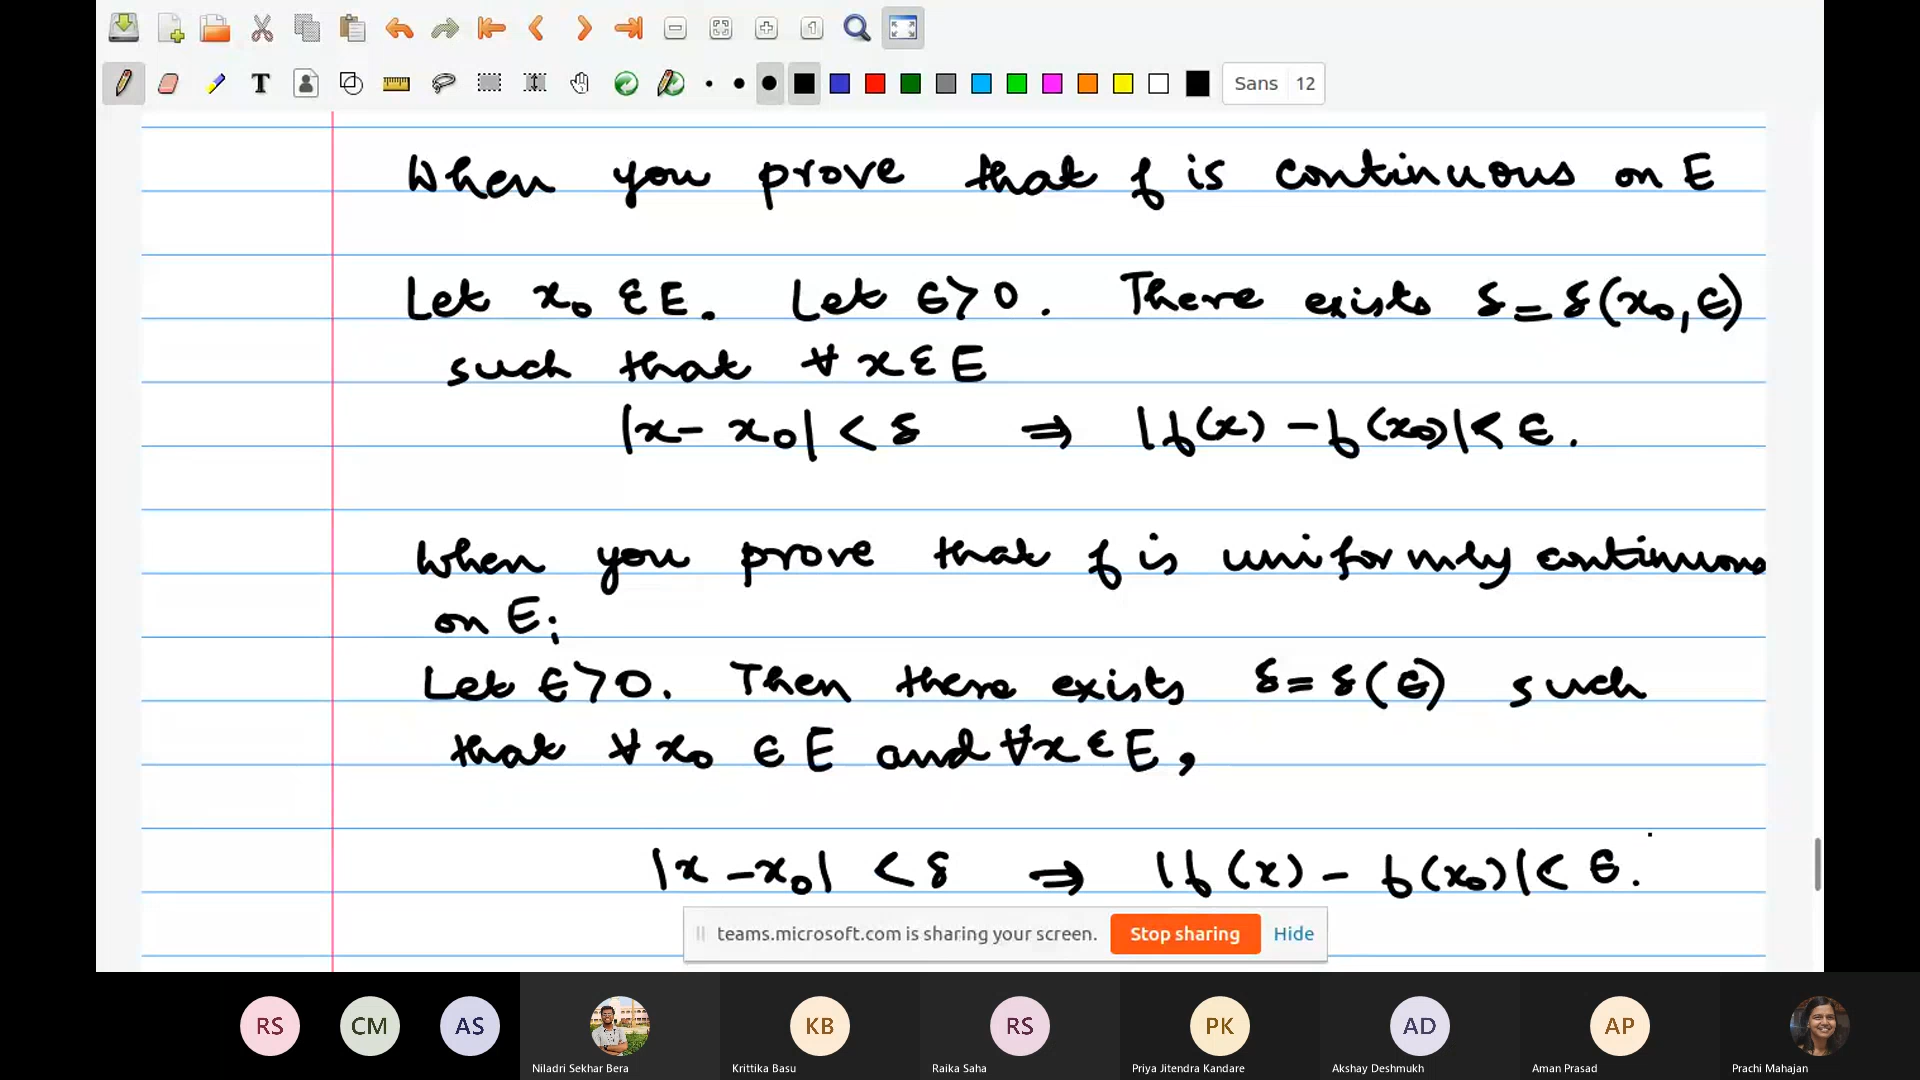 Sans 12
When you prove that f is continuous on E
Let x₀ ∈ E. Let ϵ>0. There exists δ = δ(x₀, ϵ)
such that ∀ x ∈ E
|x - x₀| < δ ⇒ |f(x) - f(x₀)| < ϵ.
When you prove that f is uniformly continuous
on E;
Let ϵ>0. Then there exists δ = δ(ϵ) such
that ∀ x₀ ∈ E and ∀ x ∈ E,
|x - x₀| < δ ⇒ |f(x) - f(x₀)| < ϵ.
teams.microsoft.com is sharing your screen. Stop sharing Hide
RS CM AS KB RS PK AD AP
Niladri Sekhar Bera Krittika Basu Raika Saha Priya Jitendra Kandare Akshay Deshmukh Aman Prasad Prachi Mahajan